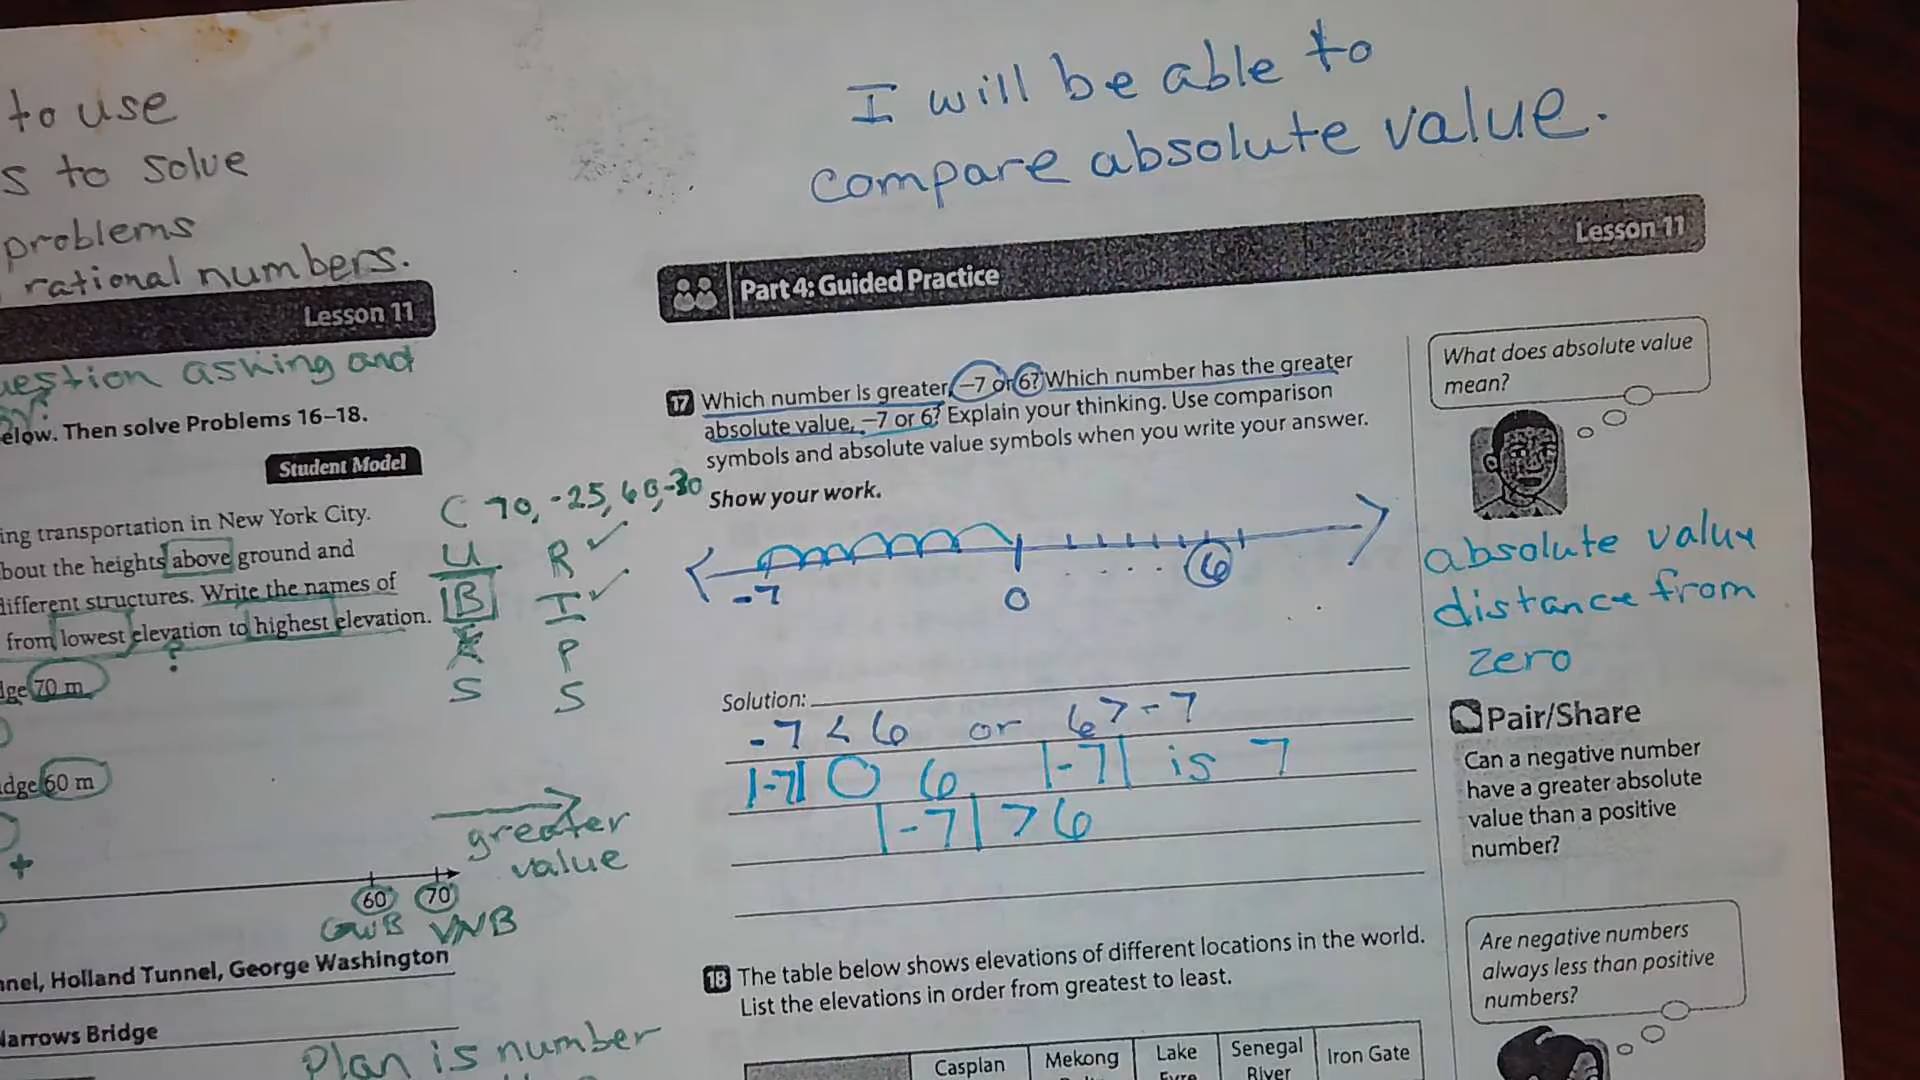 to use
s to solve
problems
rational numbers.
Lesson 11
uestion asking and
elow. Then solve Problems 16–18.
Student Model
ing transportation in New York City.
bout the heights above ground and
ifferent structures. Write the names of
from lowest elevation to highest elevation.
?
dge 70 m
dge 60 m
+
greater
value
60 70
GWB VNB
nnel, Holland Tunnel, George Washington
Narrows Bridge
Plan is number
C 70, -25, 60, -30
U R ✓
B I ✓
P
S S
I will be able to
compare absolute value.
Lesson 11
Part 4: Guided Practice
17 Which number is greater, –7 or 6? Which number has the greater
absolute value, –7 or 6? Explain your thinking. Use comparison
symbols and absolute value symbols when you write your answer.
Show your work.
-7 0 6
Solution:
-7 < 6 or 6 > -7
|-7| O 6 |-7| is 7
|-7| > 6
18 The table below shows elevations of different locations in the world.
List the elevations in order from greatest to least.
Casplan Mekong Lake Senegal Iron Gate
River
What does absolute value
mean?
absolute value
distance from
zero
Pair/Share
Can a negative number
have a greater absolute
value than a positive
number?
Are negative numbers
always less than positive
numbers?